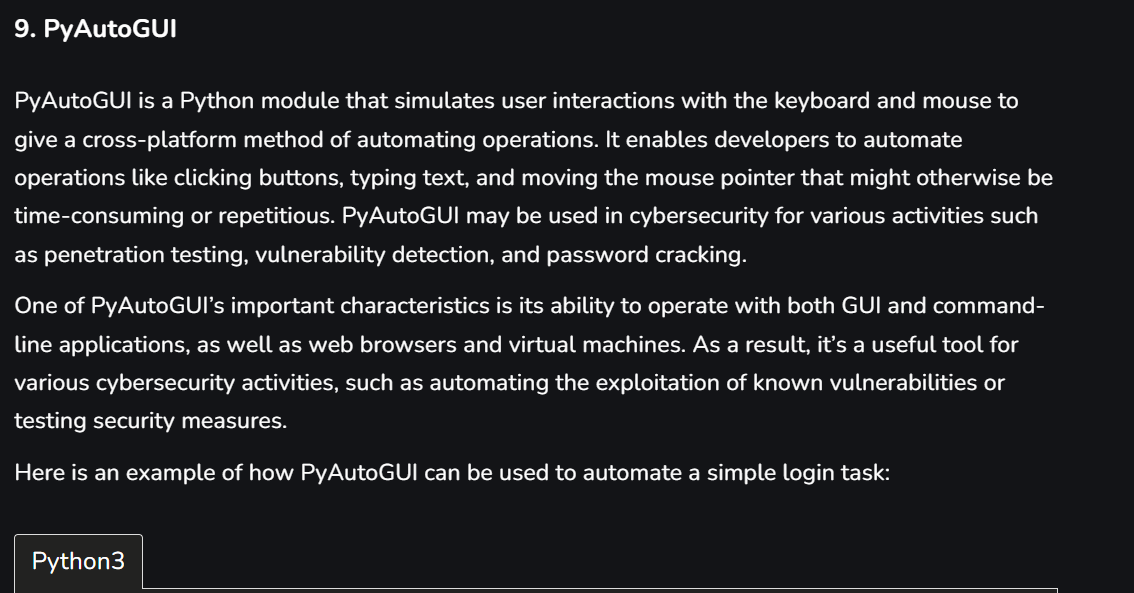 9. PyAutoGUI
PyAutoGUI is a Python module that simulates user interactions with the keyboard and mouse to
give a cross-platform method of automating operations. It enables developers to automate
operations like clicking buttons, typing text, and moving the mouse pointer that might otherwise be
time-consuming or repetitious. PyAutoGUI may be used in cybersecurity for various activities such
as penetration testing, vulnerability detection, and password cracking.
One of PyAutoGUI’s important characteristics is its ability to operate with both GUI and command-
line applications, as well as web browsers and virtual machines. As a result, it’s a useful tool for
various cybersecurity activities, such as automating the exploitation of known vulnerabilities or
testing security measures.
Here is an example of how PyAutoGUI can be used to automate a simple login task:
Python3